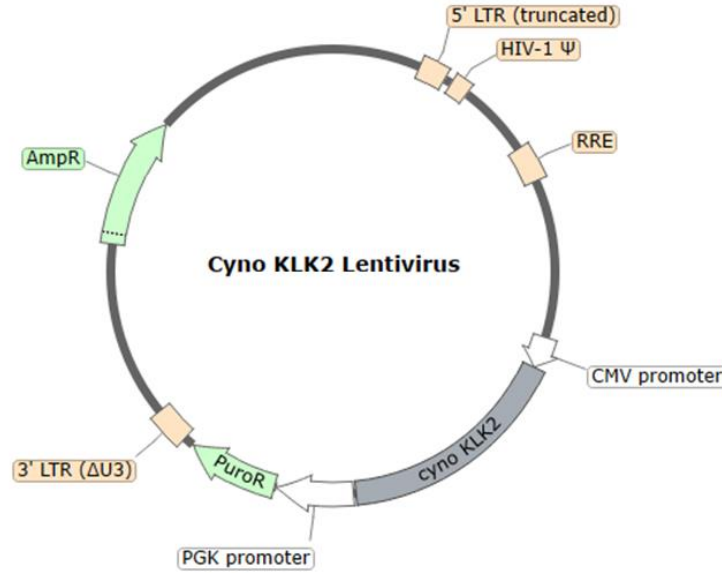 5' LTR (truncated)
HIV-1 Ψ
AmpR
RRE
Cyno KLK2 Lentivirus
CMV promoter
cyno KLK2
PuroR
3' LTR (ΔU3)
PGK promoter